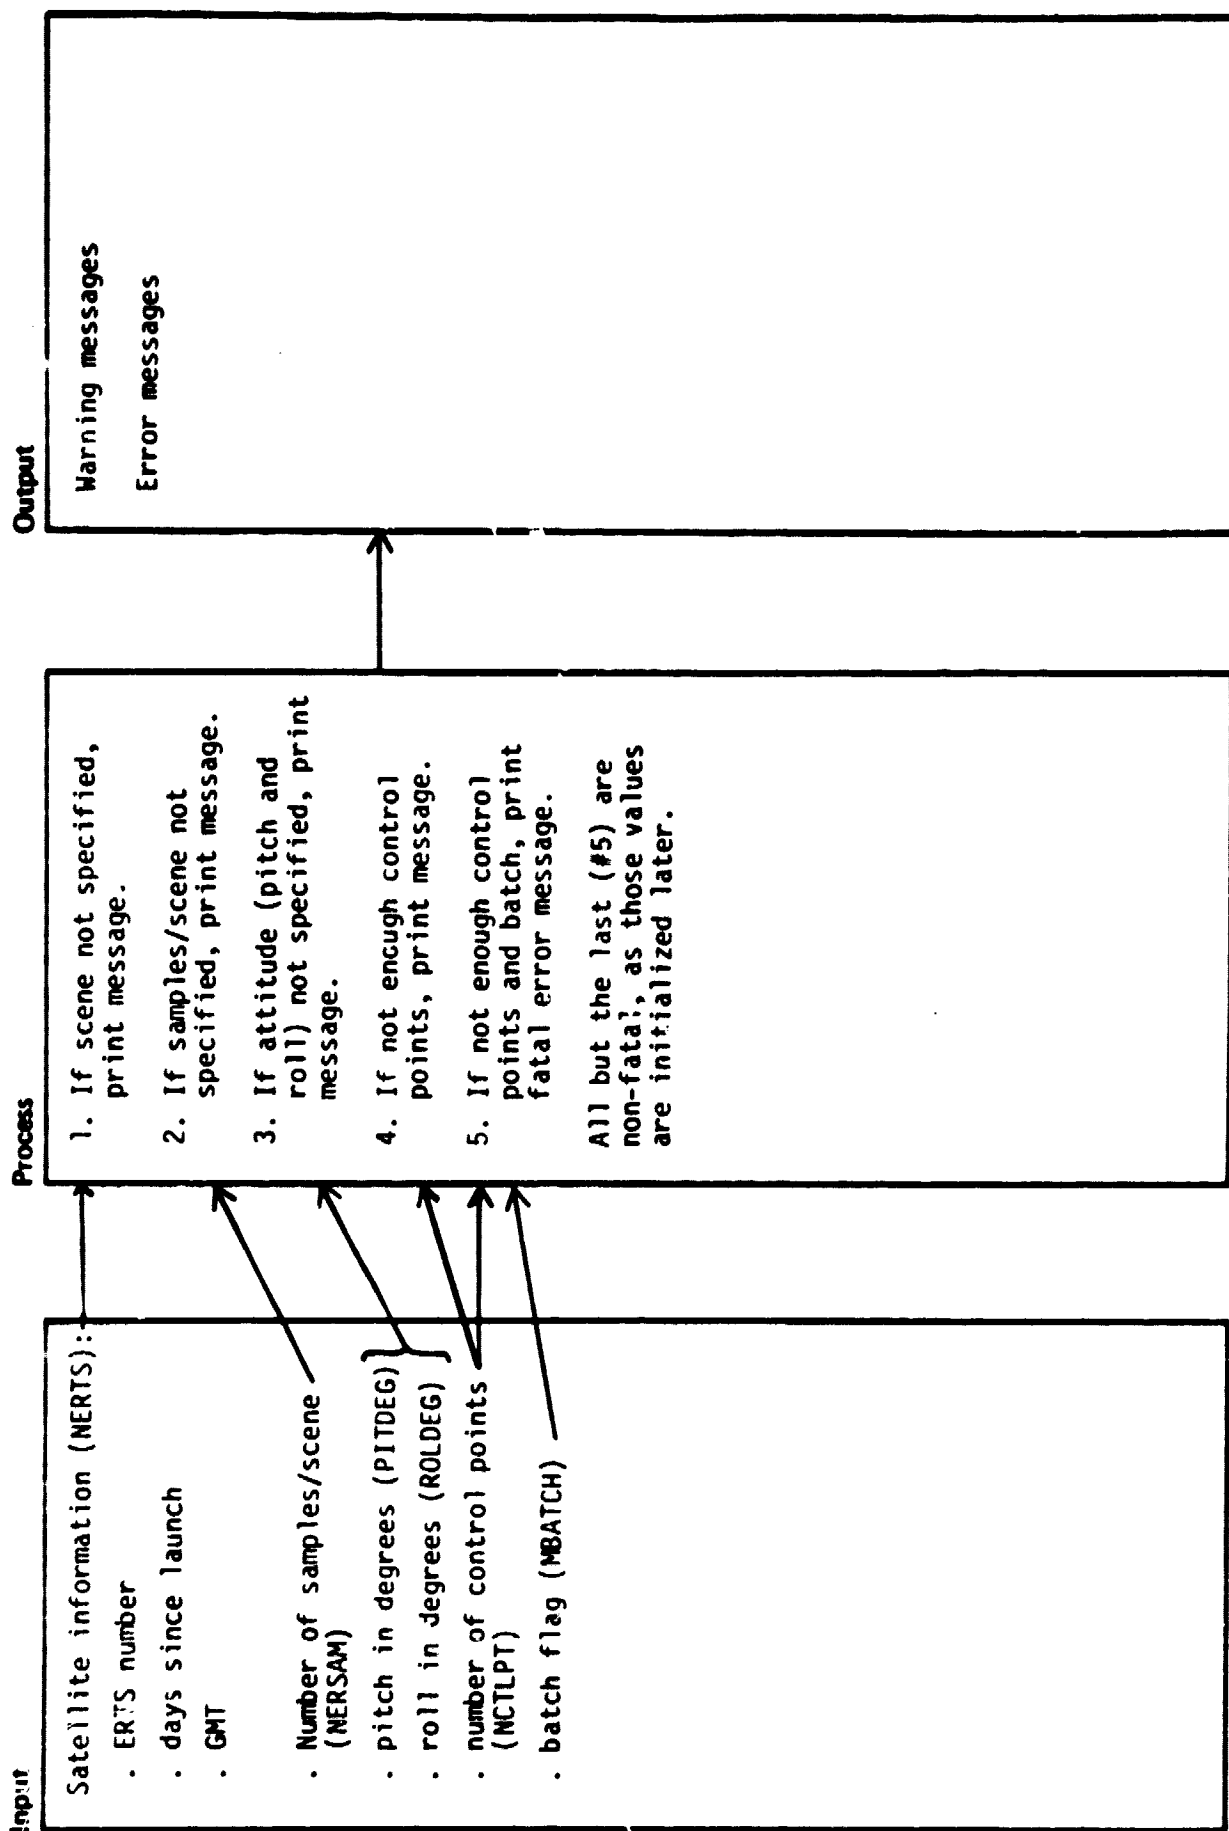 Input
Satellite information (NERTS):
. ERTS number
. days since launch
. GMT
. Number of samples/scene
(NERSAM)
. pitch in degrees (PITDEG)
. roll in degrees (ROLDEG)
. number of control points
(NCTLPT)
. batch flag (MBATCH)
Process
1. If scene not specified,
print message.
2. If samples/scene not
specified, print message.
3. If attitude (pitch and
roll) not specified, print
message.
4. If not enough control
points, print message.
5. If not enough control
points and batch, print
fatal error message.
All but the last (#5) are
non-fatal, as those values
are initialized later.
Output
Warning messages
Error messages